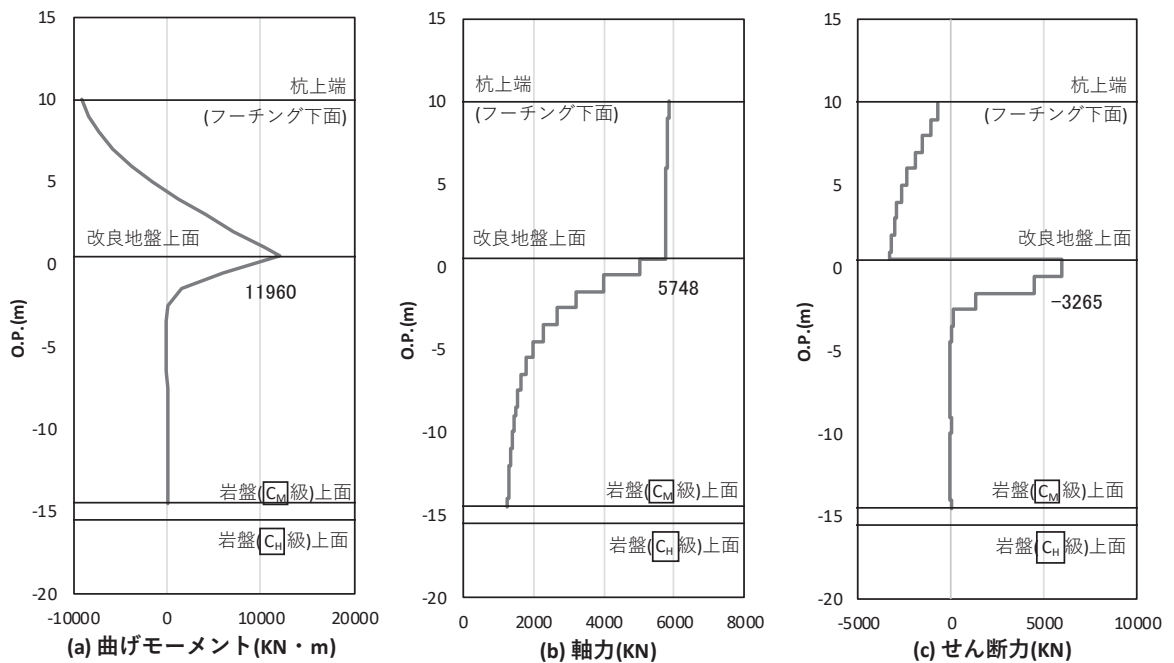 15
10
5
0
-5
-10
-15
-20
O.P.(m)
杭上端
(フーチング下面)
改良地盤上面
11960
岩盤(CM級)上面
岩盤(CH級)上面
-10000 0 10000 20000
(a) 曲げモーメント(KN・m)
15
10
5
0
-5
-10
-15
-20
O.P.(m)
杭上端
(フーチング下面)
改良地盤上面
5748
岩盤(CM級)上面
岩盤(CH級)上面
0 2000 4000 6000 8000
(b) 軸力(KN)
15
10
5
0
-5
-10
-15
-20
O.P.(m)
杭上端
(フーチング下面)
改良地盤上面
-3265
岩盤(CM級)上面
岩盤(CH級)上面
-5000 0 5000 10000
(c) せん断力(KN)